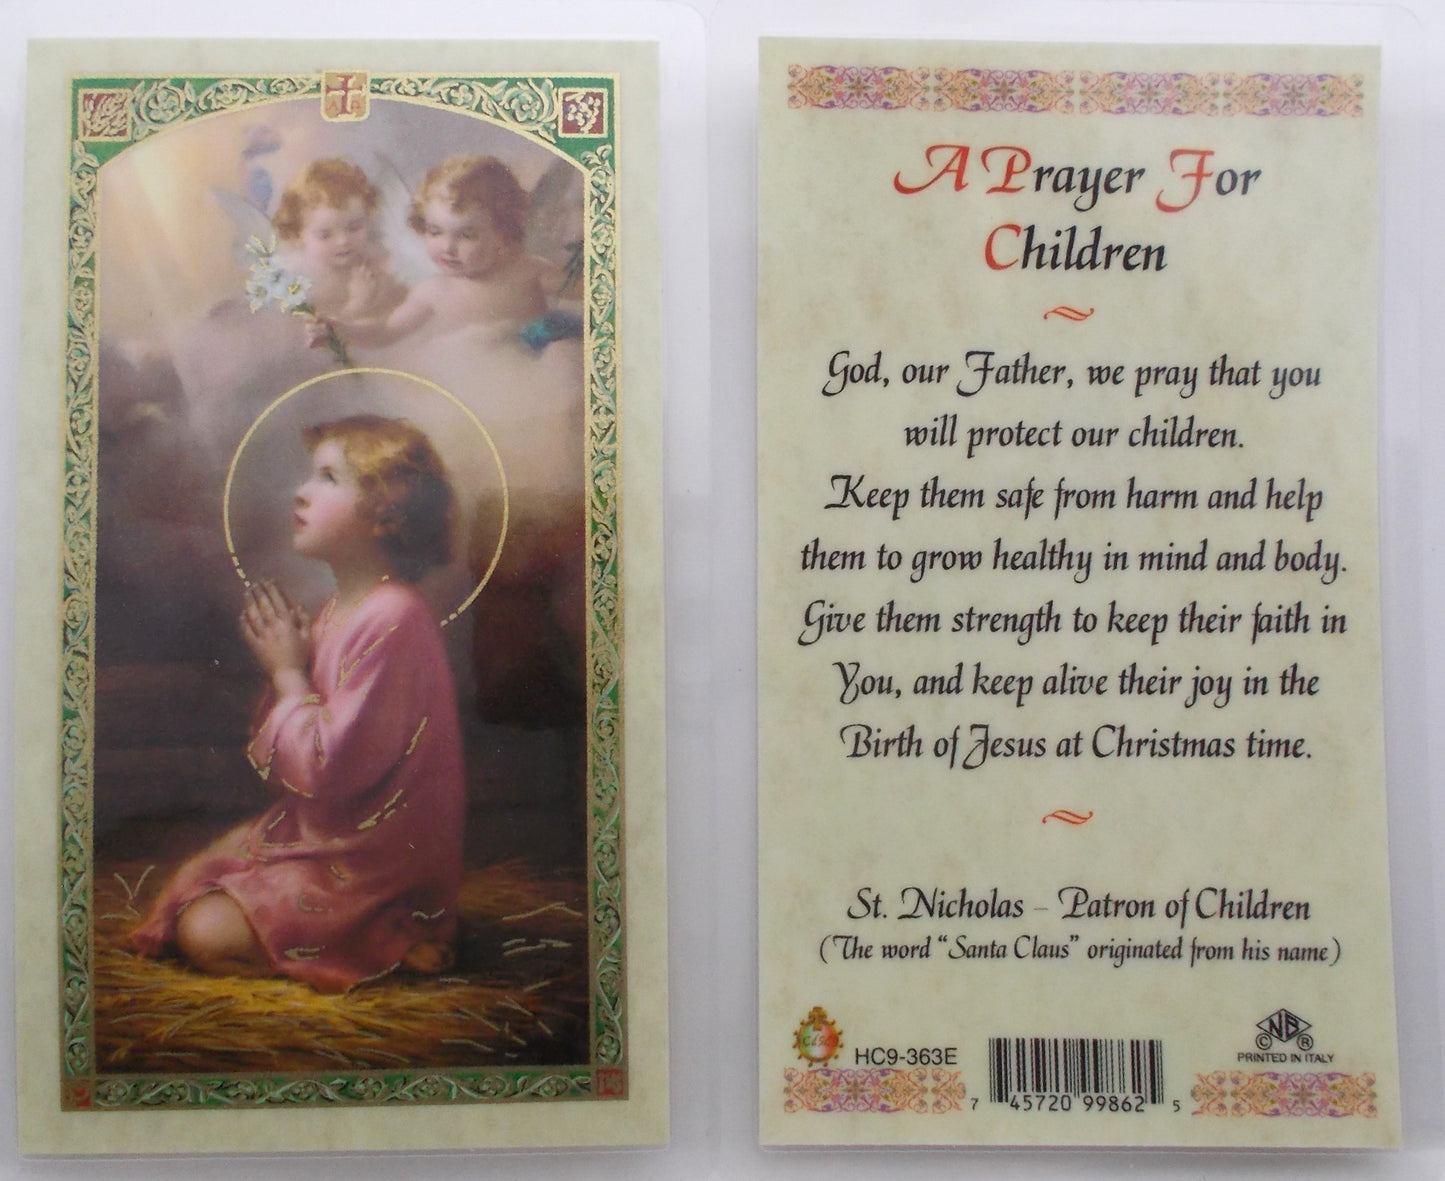 A Prayer For
Children
God, our Father, we pray that you
will protect our children.
Keep them safe from harm and help
them to grow healthy in mind and body.
Give them strength to keep their faith in
You, and keep alive their joy in the
Birth of Jesus at Christmas time.
St. Nicholas – Patron of Children
(The word “Santa Claus” originated from his name)
HC9-363E
7 45720 99862 5
NB
© ®
PRINTED IN ITALY